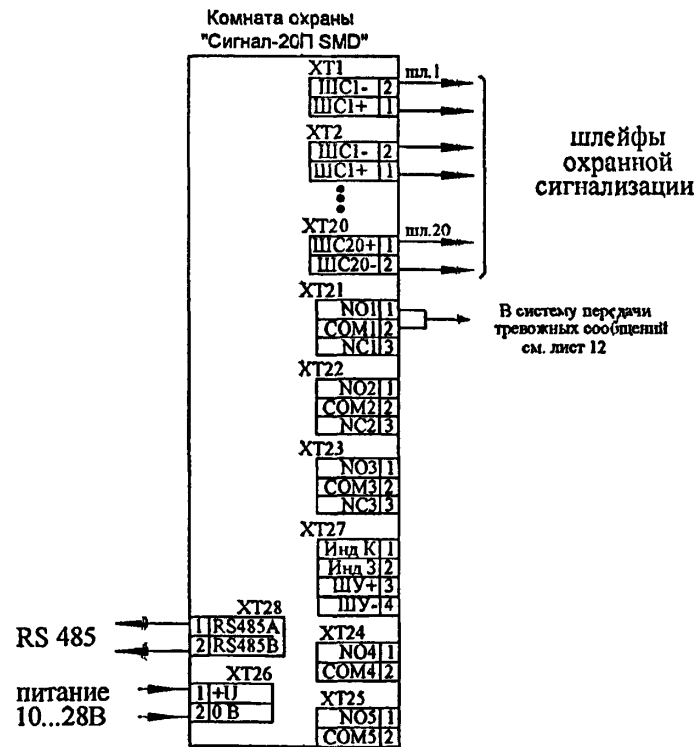 Комната охраны
"Сигнал-20П SMD"
XT1
шл.1
ШС1- 2
ШС1+ 1
XT2
ШС1- 2
ШС1+ 1
шлейфы
охранной
сигнализации
XT20
шл.20
ШС20+ 1
ШС20- 2
XT21
NO1 1
COM1 2
NC1 3
В систему передачи
тревожных сообщений
см. лист 12
XT22
NO2 1
COM2 2
NC2 3
XT23
NO3 1
COM3 2
NC3 3
XT27
Инд К 1
Инд З 2
ШУ+ 3
ШУ- 4
XT28
RS 485
1 RS485A
2 RS485B
XT24
NO4 1
COM4 2
XT26
питание
10...28В
1 +U
2 0 В
XT25
NO5 1
COM5 2